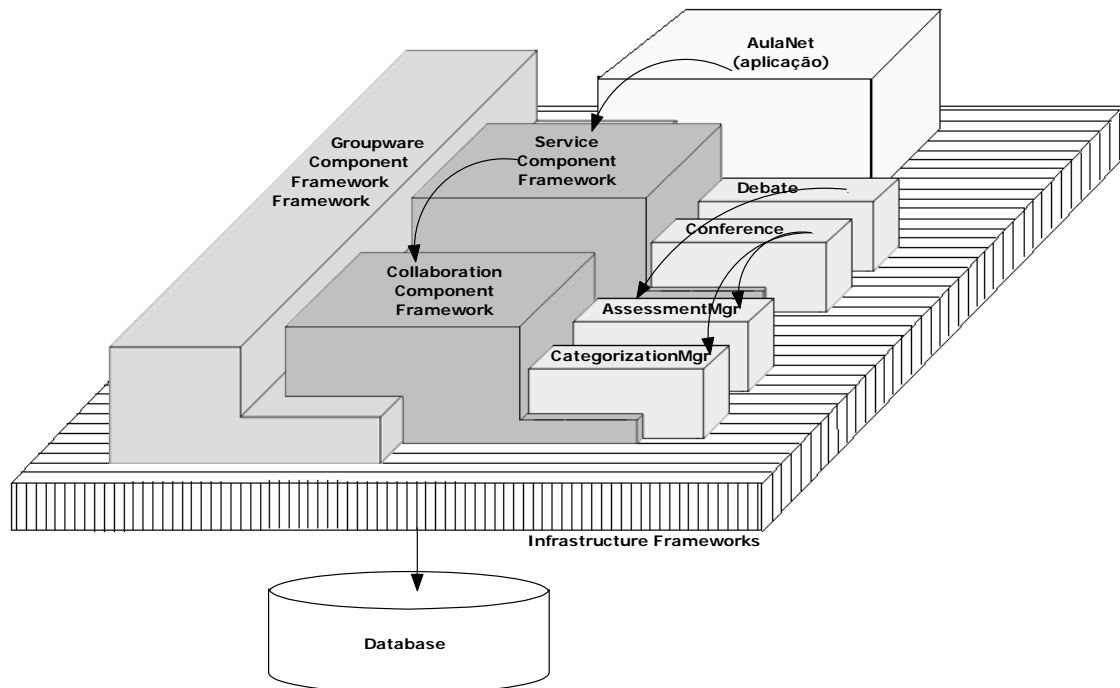 AulaNet
(aplicação)
Groupware
Component
Framework
Framework
Service
Component
Framework
Debate
Conference
Collaboration
Component
Framework
AssessmentMgr
CategorizationMgr
Infrastructure Frameworks
Database